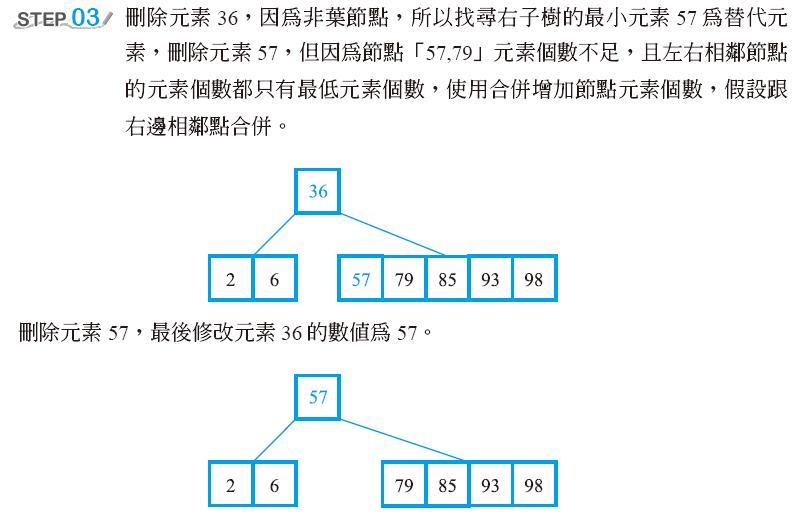 STEP 03 刪除元素 36，因爲非葉節點，所以找尋右子樹的最小元素 57 爲替代元
素，刪除元素 57，但因爲節點「57,79」元素個數不足，且左右相鄰節點
的元素個數都只有最低元素個數，使用合併增加節點元素個數，假設跟
右邊相鄰點合併。
36
2 6 57 79 85 93 98
刪除元素 57，最後修改元素 36 的數值爲 57。
57
2 6 79 85 93 98